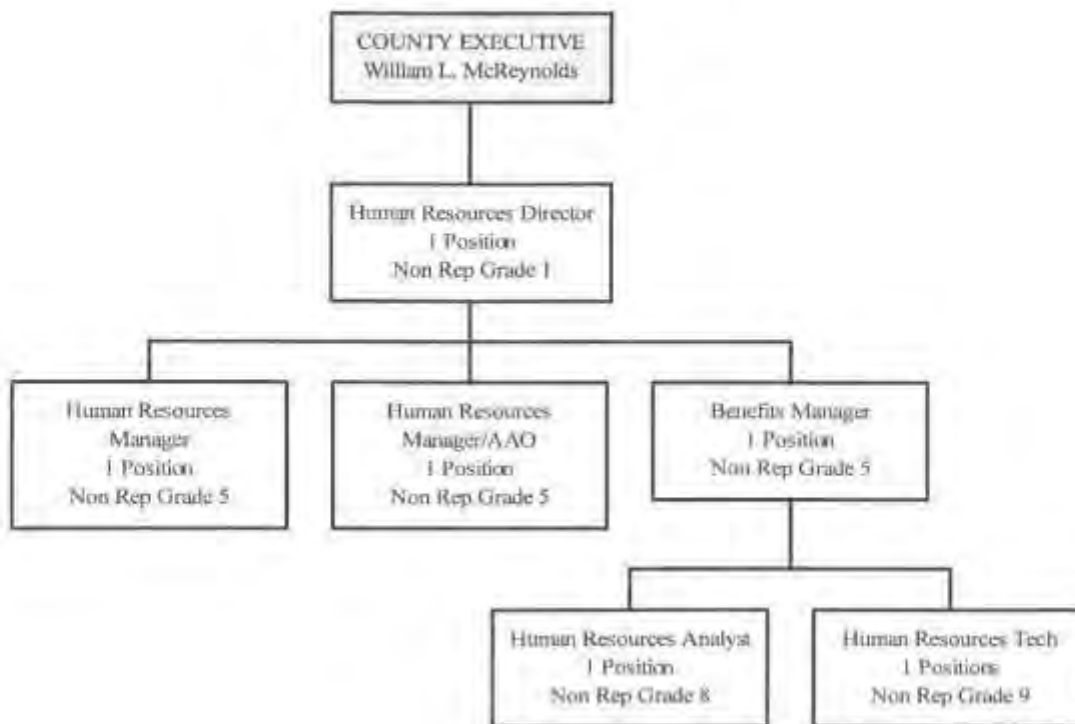 COUNTY EXECUTIVE
William L. McReynolds
Human Resources Director
1 Position
Non Rep Grade 1
Human Resources
Manager
1 Position
Non Rep Grade 5
Human Resources
Manager/AAO
1 Position
Non Rep Grade 5
Benefits Manager
1 Position
Non Rep Grade 5
Human Resources Analyst
1 Position
Non Rep Grade 8
Human Resources Tech
1 Positions
Non Rep Grade 9